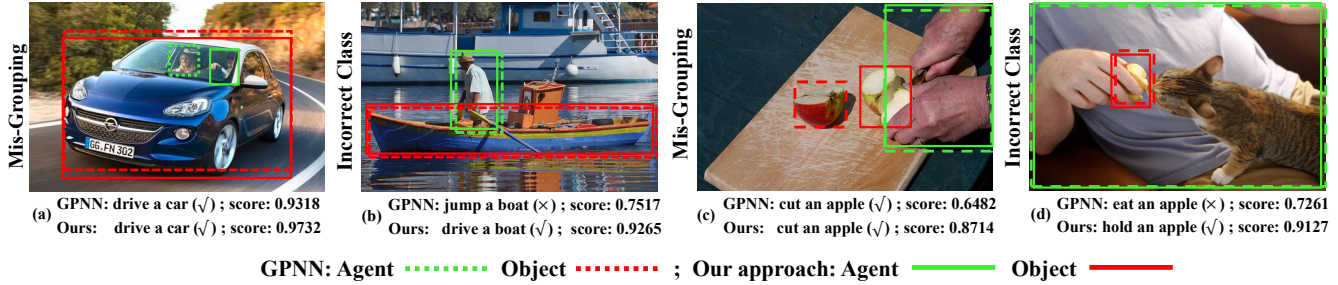 Mis-Grouping
GG FN 302
(a) GPNN: drive a car (√) ; score: 0.9318
Ours: drive a car (√) ; score: 0.9732
Incorrect Class
(b) GPNN: jump a boat (×) ; score: 0.7517
Ours: drive a boat (√) ; score: 0.9265
Mis-Grouping
(c) GPNN: cut an apple (√) ; score: 0.6482
Ours: cut an apple (√) ; score: 0.8714
Incorrect Class
(d) GPNN: eat an apple (×) ; score: 0.7261
Ours: hold an apple (√) ; score: 0.9127
GPNN: Agent Object ; Our approach: Agent Object